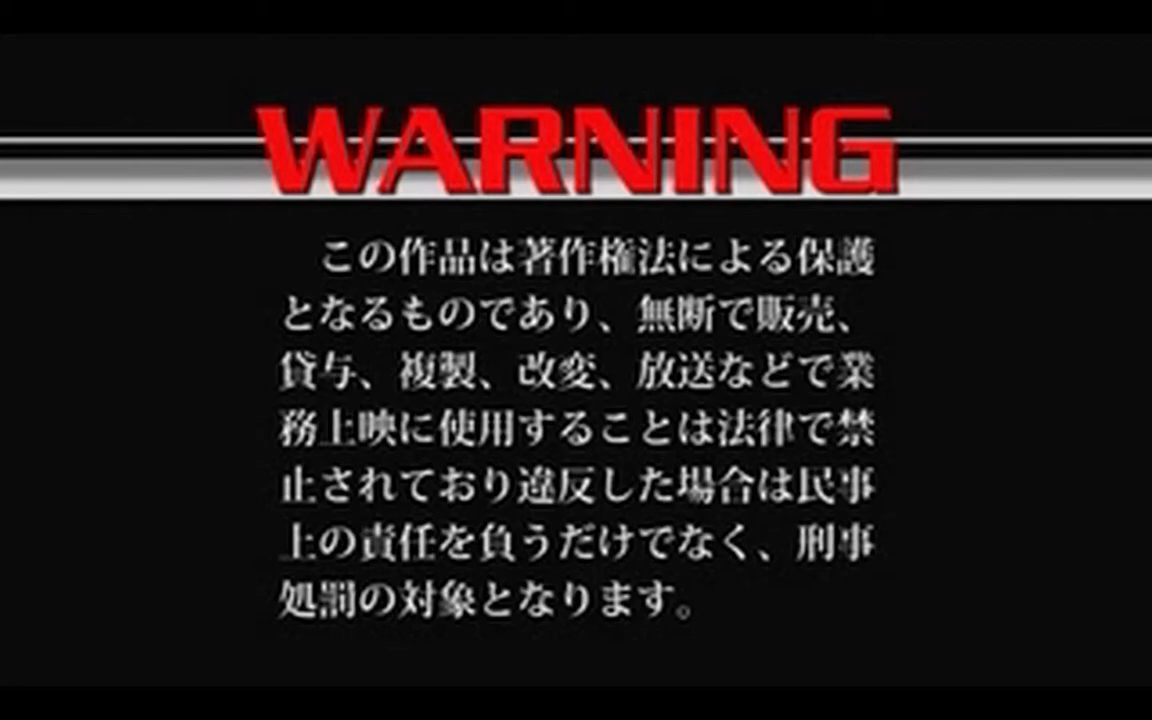 WARNING
この作品は著作権法による保護
となるものであり、無断で販売、
貸与、複製、改変、放送などで業
務上映に使用することは法律で禁
止されており違反した場合は民事
上の責任を負うだけでなく、刑事
処罰の対象となります。